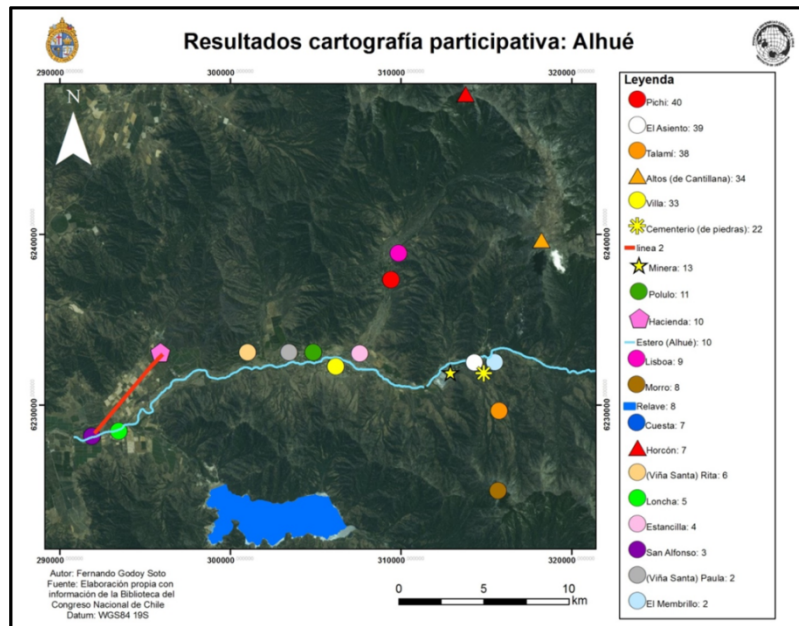 Resultados cartografía participativa: Alhué
290000
300000
310000
320000
N
6240000
6230000
6240000
6230000
290000
300000
310000
320000
Autor: Fernando Godoy Soto
Fuente: Elaboración propia con
información de la Biblioteca del
Congreso Nacional de Chile
Datum: WGS84 19S
0
5
10
km
Leyenda
Pichi: 40
El Asiento: 39
Talamí: 38
Altos (de Cantillana): 34
Villa: 33
Cementerio (de piedras): 22
linea 2
Minera: 13
Polulo: 11
Hacienda: 10
Estero (Alhué): 10
Lisboa: 9
Morro: 8
Relave: 8
Cuesta: 7
Horcón: 7
(Viña Santa) Rita: 6
Loncha: 5
Estancilla: 4
San Alfonso: 3
(Viña Santa) Paula: 2
El Membrillo: 2